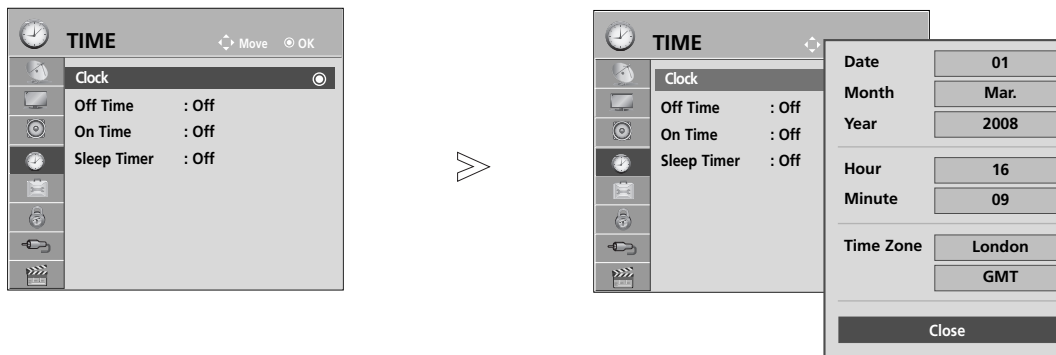 TIME Move OK
Clock
Off Time : Off
On Time : Off
Sleep Timer : Off
TIME
Clock
Off Time : Off
On Time : Off
Sleep Timer : Off
Date 01
Month Mar.
Year 2008
Hour 16
Minute 09
Time Zone London
GMT
Close